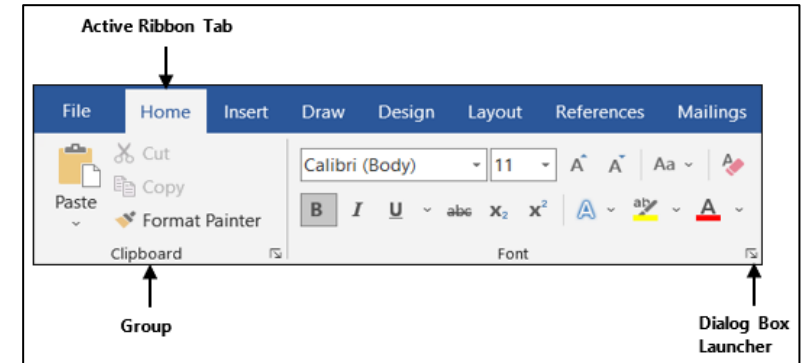 Active Ribbon Tab
File Home Insert Draw Design Layout References Mailings
Cut
Copy
Paste
Format Painter
Calibri (Body) 11 A A Aa A
B I U abc X₂ X² A aby A
Clipboard Font
Group
Dialog Box
Launcher